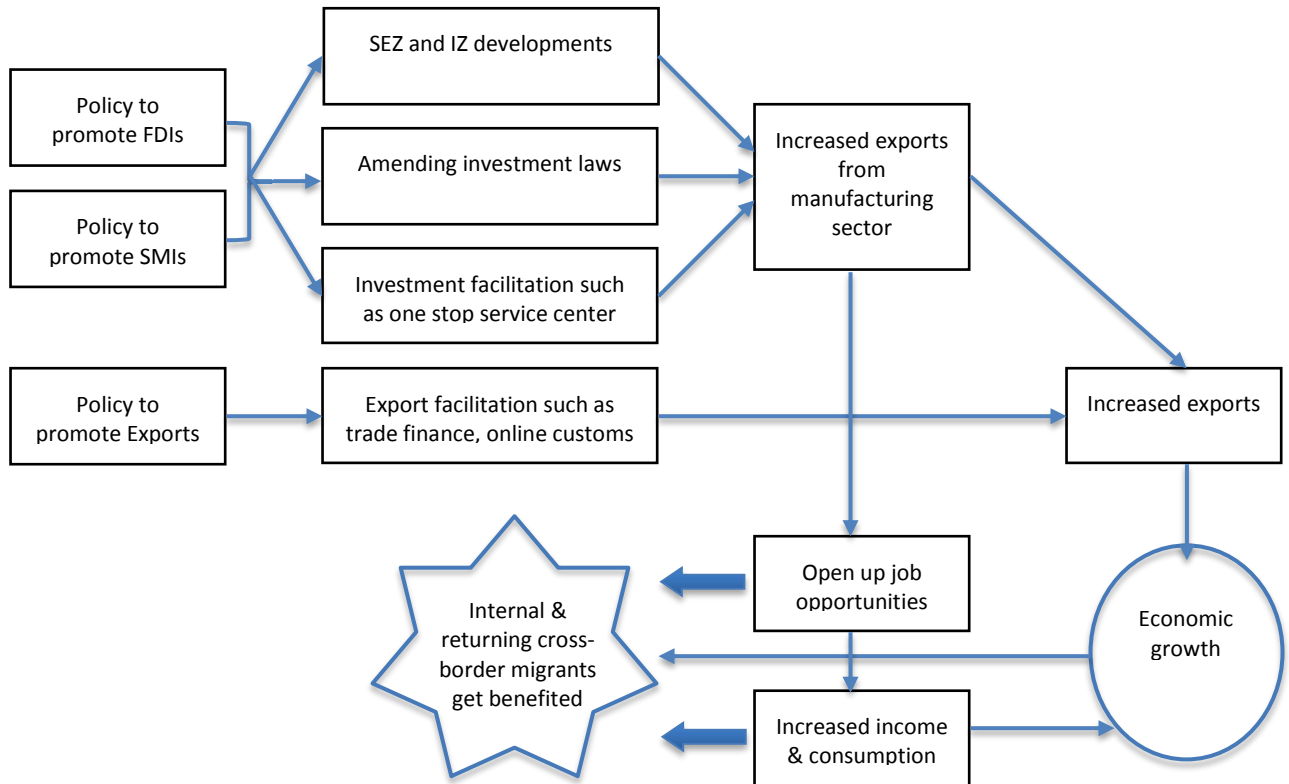 SEZ and IZ developments
Policy to
promote FDIs
Amending investment laws
Increased exports
from
manufacturing
sector
Policy to
promote SMIs
Investment facilitation such
as one stop service center
Policy to
promote Exports
Export facilitation such as
trade finance, online customs
Increased exports
Open up job
opportunities
Internal &
returning cross-
border migrants
get benefited
Economic
growth
Increased income
& consumption